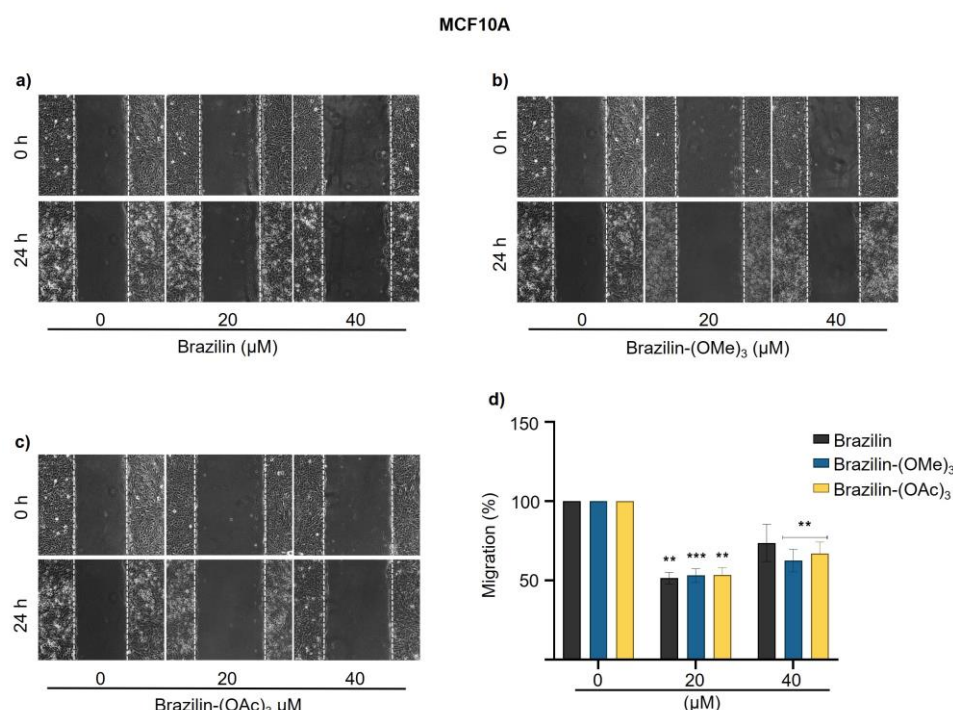 MCF10A
a)
0 h
24 h
0 20 40
Brazilin (µM)
b)
0 h
24 h
0 20 40
Brazilin-(OMe)₃ (µM)
c)
0 h
24 h
0 20 40
Brazilin-(OAc)₃ µM
d)
Migration (%)
150
100
50
Brazilin
Brazilin-(OMe)₃
Brazilin-(OAc)₃
** *** ** **
0 20 40
(µM)